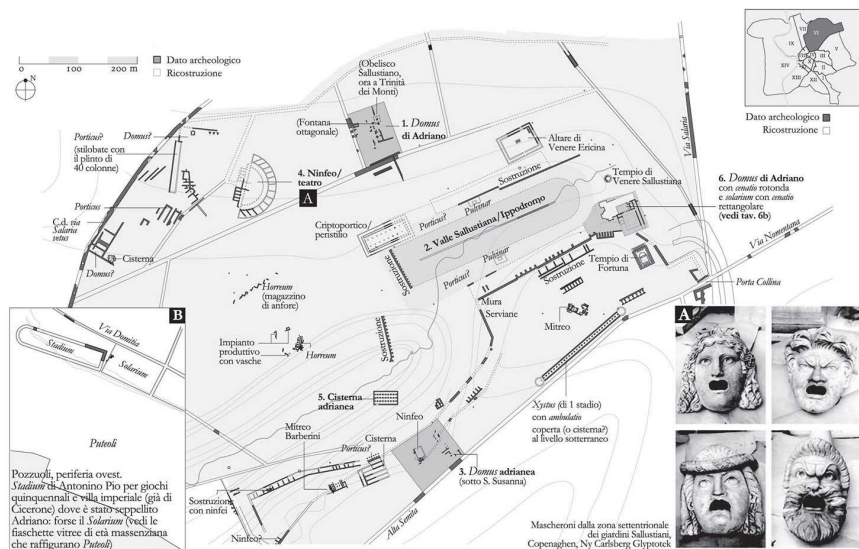 0 100 200 m
N
Dato archeologico
Ricostruzione
Porticus?
(stilobate con
il plinto di
40 colonne)
Domus?
Porticus
C.d. via
Salaria
vetus
Domus?
Cisterna
4. Ninfeo/
teatro
A
(Fontana
ottagonale)
(Obelisco
Sallustiano,
ora a Trinità
dei Monti)
1. Domus
di Adriano
Altare di
Venere Ericina
Sostruzione
Tempio di
Venere Sallustiana
Porticus?
Pulvinar
2. Valle Sallustiana/Ippodromo
Criptoportico/
peristilio
Sostruzione
Pulvinar
Porticus?
Sostruzione
Via Salaria
VII
VI
IX
V
III
XIV
II
I
XIII
XII
Dato archeologico
Ricostruzione
6. Domus di Adriano
con cenatio rotonda
e solarium con cenatio
rettangolare
(vedi tav. 6b)
Via Nomentana
Tempio di
Fortuna
Porta Collina
Mura
Serviane
Mitreo
Horreum
(magazzino
di anfore)
Impianto
produttivo
con vasche
Horreum
Sostruzione
5. Cisterna
adrianea
Mitreo
Barberini
Porticus?
Cisterna
Ninfeo
Xystus (di 1 stadio)
con ambulatio
coperta (o cisterna?)
al livello sotterraneo
3. Domus adrianea
(sotto S. Susanna)
Alta Semita
Sostruzione
con ninfei
Ninfeo?
B
Via Domitia
Stadium
Solarium
Puteoli
Pozzuoli, periferia ovest.
Stadium di Antonino Pio per giochi
quinquennali e villa imperiale (già di
Cicerone) dove è stato seppellito
Adriano: forse il Solarium (vedi le
fiaschette vitree di età massenziana
che raffigurano Puteoli)
A
Mascheroni dalla zona settentrionale
dei giardini Sallustiani,
Copenaghen, Ny Carlsberg Glyptotek